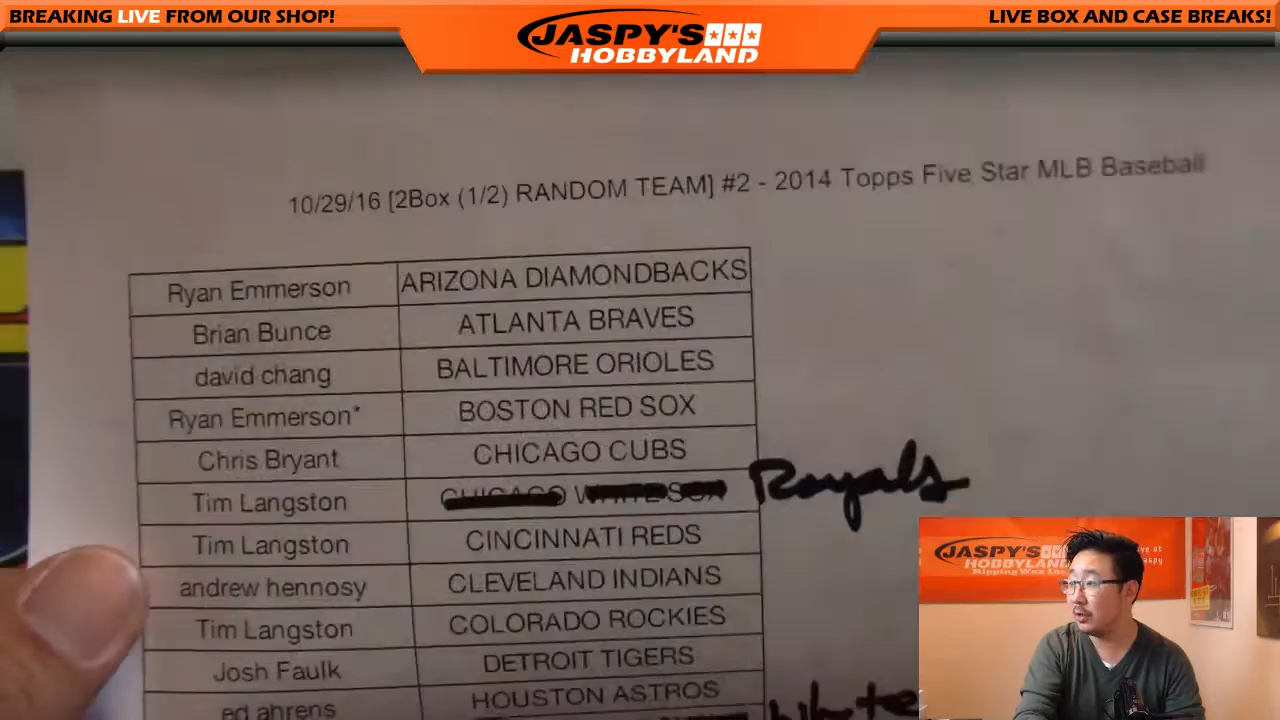 BREAKING LIVE FROM OUR SHOP!
JASPY'S
HOBBYLAND
LIVE BOX AND CASE BREAKS!
10/29/16 [2Box (1/2) RANDOM TEAM] #2 - 2014 Topps Five Star MLB Baseball
Ryan Emmerson ARIZONA DIAMONDBACKS
Brian Bunce ATLANTA BRAVES
david chang BALTIMORE ORIOLES
Ryan Emmerson* BOSTON RED SOX
Chris Bryant CHICAGO CUBS
Tim Langston CHICAGO WHITE SOX Royals
Tim Langston CINCINNATI REDS
andrew hennosy CLEVELAND INDIANS
Tim Langston COLORADO ROCKIES
Josh Faulk DETROIT TIGERS
ed ahrens HOUSTON ASTROS
White
JASPY'S
HOBBYLAND
Ripping Wax Inc.